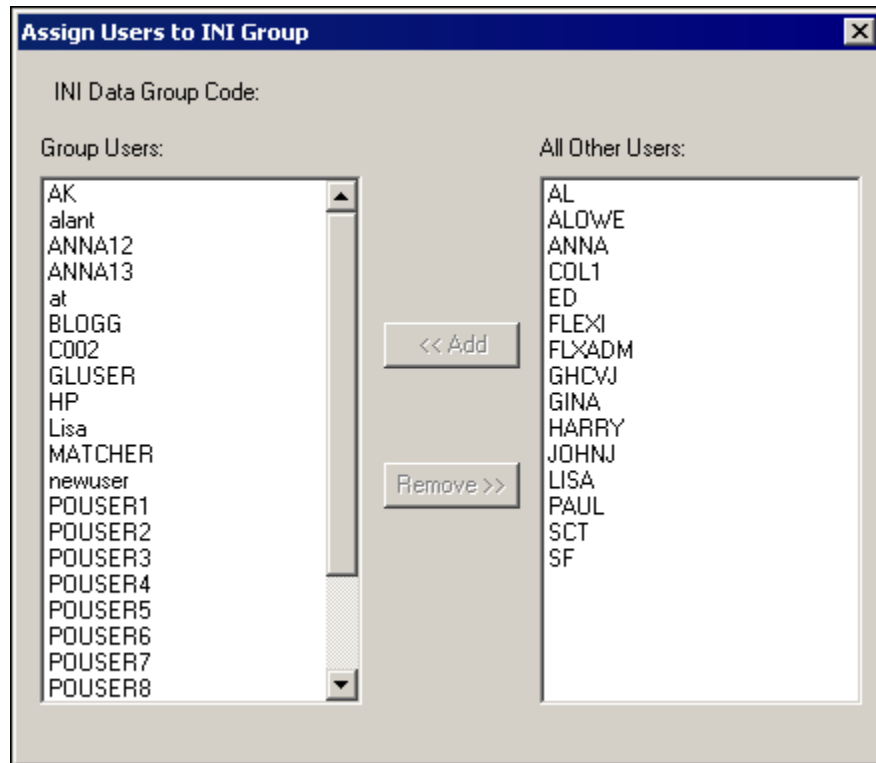 Assign Users to INI Group
INI Data Group Code:
Group Users:
AK
alant
ANNA12
ANNA13
at
BLOGG
C002
GLUSER
HP
Lisa
MATCHER
newuser
POUSER1
POUSER2
POUSER3
POUSER4
POUSER5
POUSER6
POUSER7
POUSER8
<< Add
Remove >>
All Other Users:
AL
ALOWE
ANNA
COL1
ED
FLEXI
FLXADM
GHCVJ
GINA
HARRY
JOHNJ
LISA
PAUL
SCT
SF